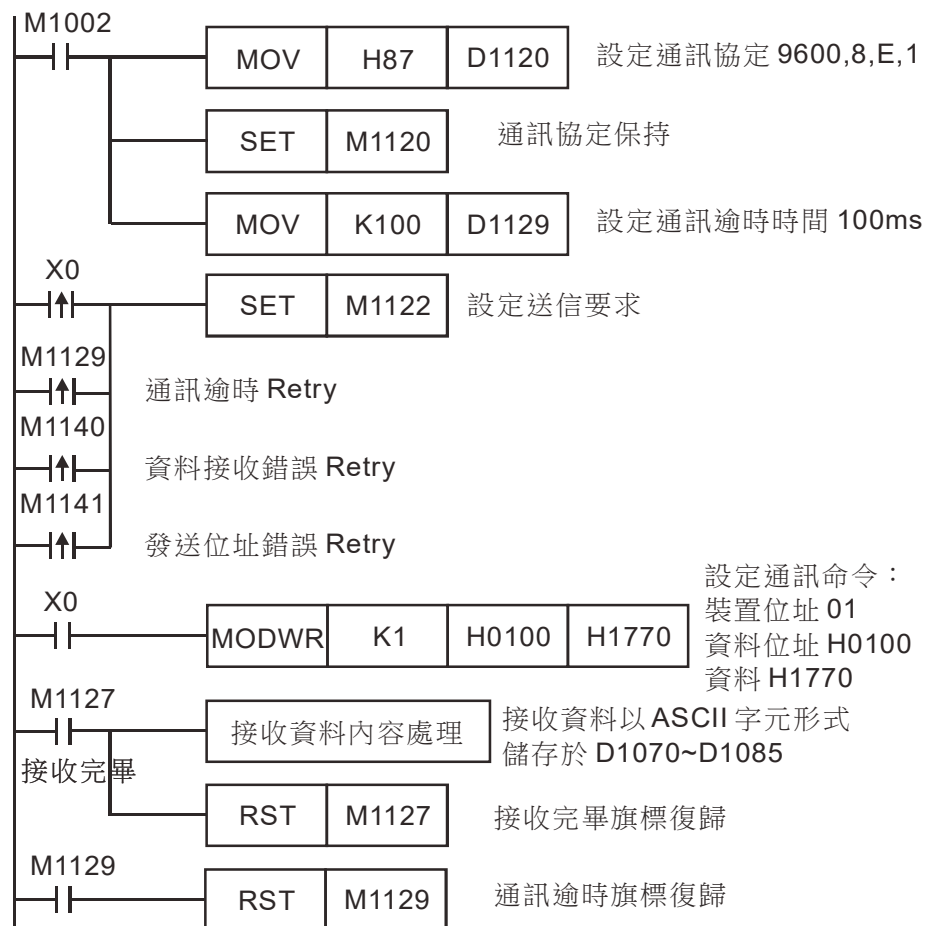 M1002
MOV H87 D1120 設定通訊協定 9600,8,E,1
SET M1120 通訊協定保持
MOV K100 D1129 設定通訊逾時時間 100ms
X0
SET M1122 設定送信要求
M1129
通訊逾時 Retry
M1140
資料接收錯誤 Retry
M1141
發送位址錯誤 Retry
X0
MODWR K1 H0100 H1770
設定通訊命令：
裝置位址 01
資料位址 H0100
資料 H1770
M1127
接收完畢
接收資料內容處理
接收資料以 ASCII 字元形式
儲存於 D1070~D1085
RST M1127 接收完畢旗標復歸
M1129
RST M1129 通訊逾時旗標復歸